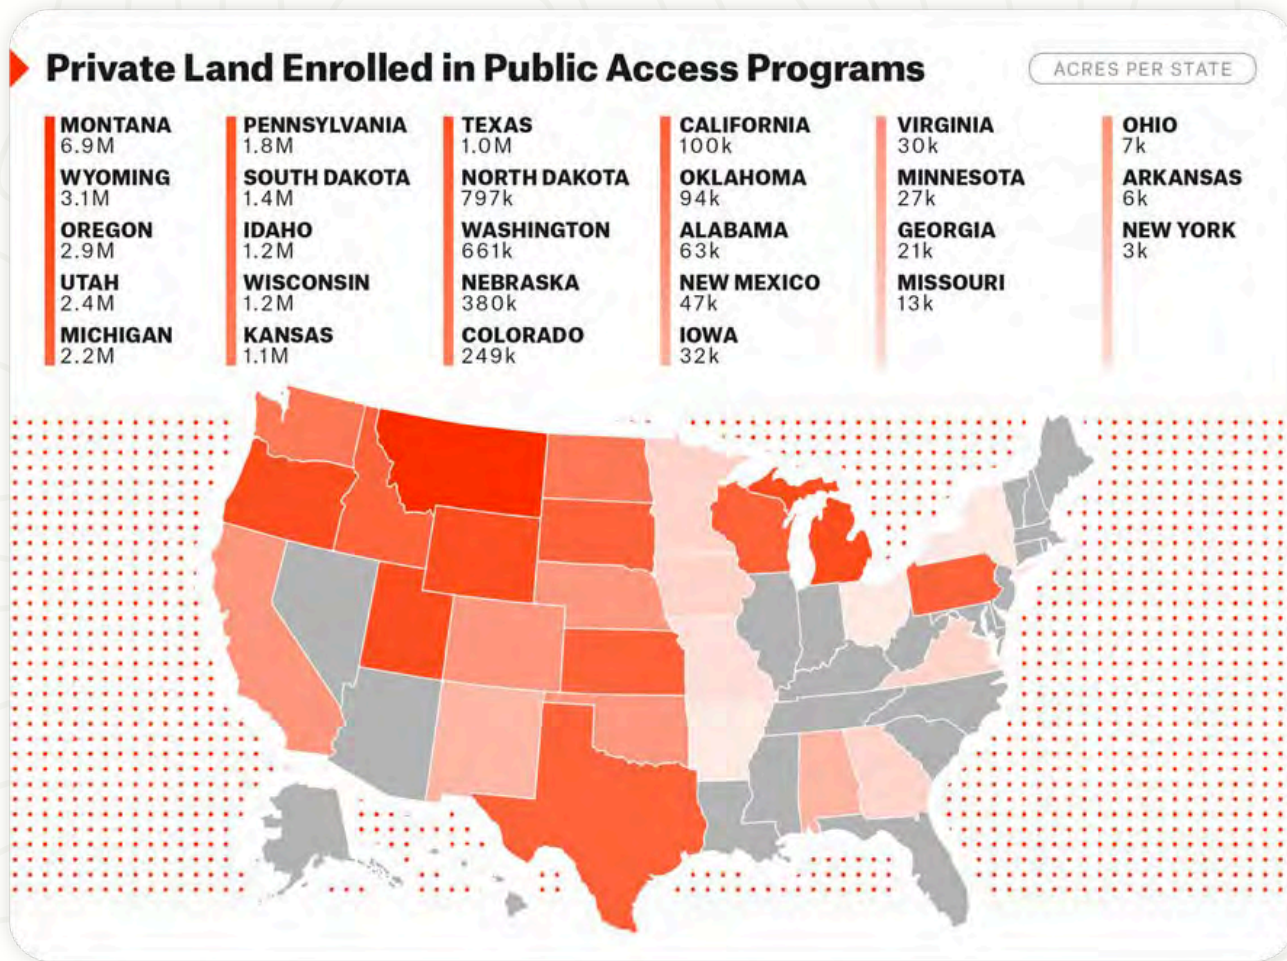 Private Land Enrolled in Public Access Programs
ACRES PER STATE
MONTANA
6.9M
WYOMING
3.1M
OREGON
2.9M
UTAH
2.4M
MICHIGAN
2.2M
PENNSYLVANIA
1.8M
SOUTH DAKOTA
1.4M
IDAHO
1.2M
WISCONSIN
1.2M
KANSAS
1.1M
TEXAS
1.0M
NORTH DAKOTA
797k
WASHINGTON
661k
NEBRASKA
380k
COLORADO
249k
CALIFORNIA
100k
OKLAHOMA
94k
ALABAMA
63k
NEW MEXICO
47k
IOWA
32k
VIRGINIA
30k
MINNESOTA
27k
GEORGIA
21k
MISSOURI
13k
OHIO
7k
ARKANSAS
6k
NEW YORK
3k